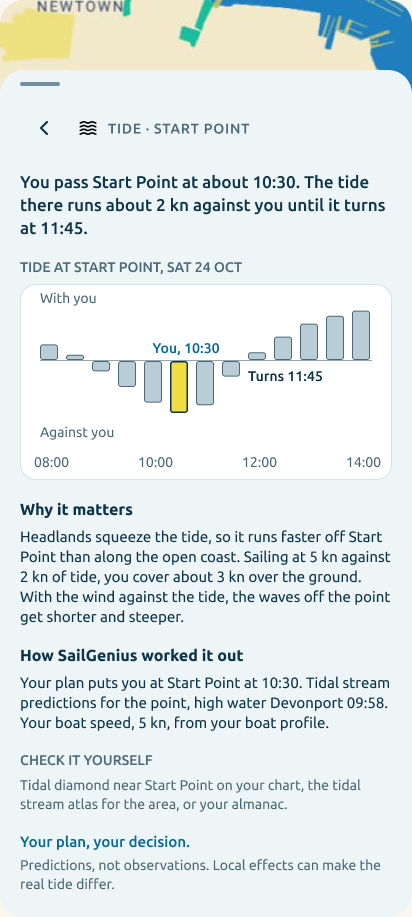 NEWTOWN
TIDE · START POINT
You pass Start Point at about 10:30. The tide
there runs about 2 kn against you until it turns
at 11:45.
TIDE AT START POINT, SAT 24 OCT
With you
You, 10:30
Turns 11:45
Against you
08:00 10:00 12:00 14:00
Why it matters
Headlands squeeze the tide, so it runs faster off Start
Point than along the open coast. Sailing at 5 kn against
2 kn of tide, you cover about 3 kn over the ground.
With the wind against the tide, the waves off the point
get shorter and steeper.
How SailGenius worked it out
Your plan puts you at Start Point at 10:30. Tidal stream
predictions for the point, high water Devonport 09:58.
Your boat speed, 5 kn, from your boat profile.
CHECK IT YOURSELF
Tidal diamond near Start Point on your chart, the tidal
stream atlas for the area, or your almanac.
Your plan, your decision.
Predictions, not observations. Local effects can make the
real tide differ.